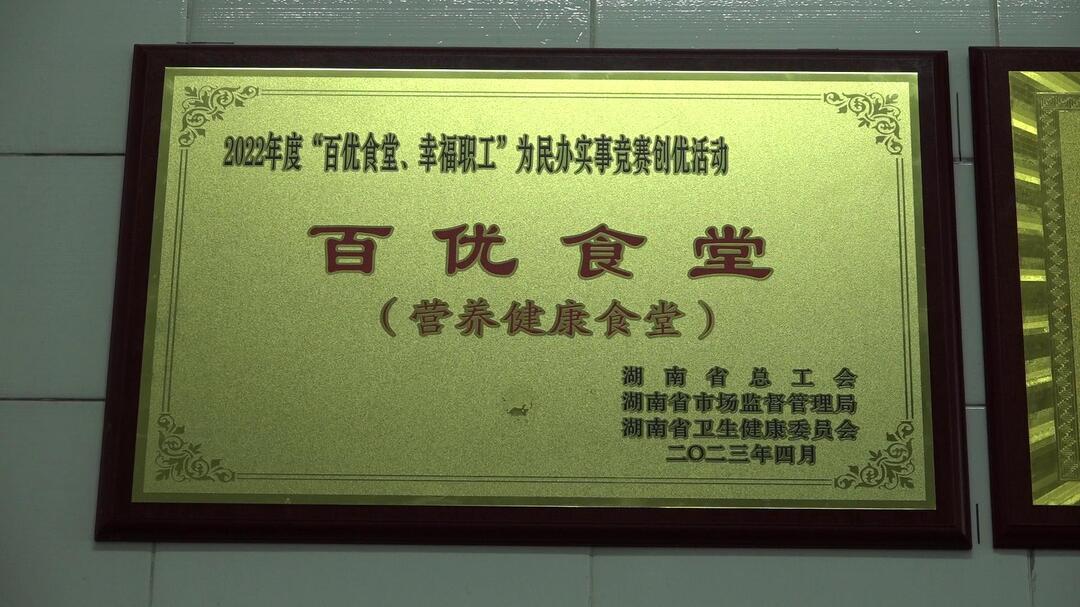 2022年度“百优食堂、幸福职工”为民办实事竞赛创优活动
百优食堂
（营养健康食堂）
湖南省总工会
湖南省市场监督管理局
湖南省卫生健康委员会
二〇二三年四月